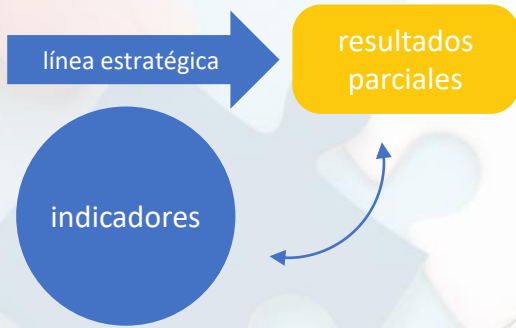 línea estratégica
resultados
parciales
indicadores